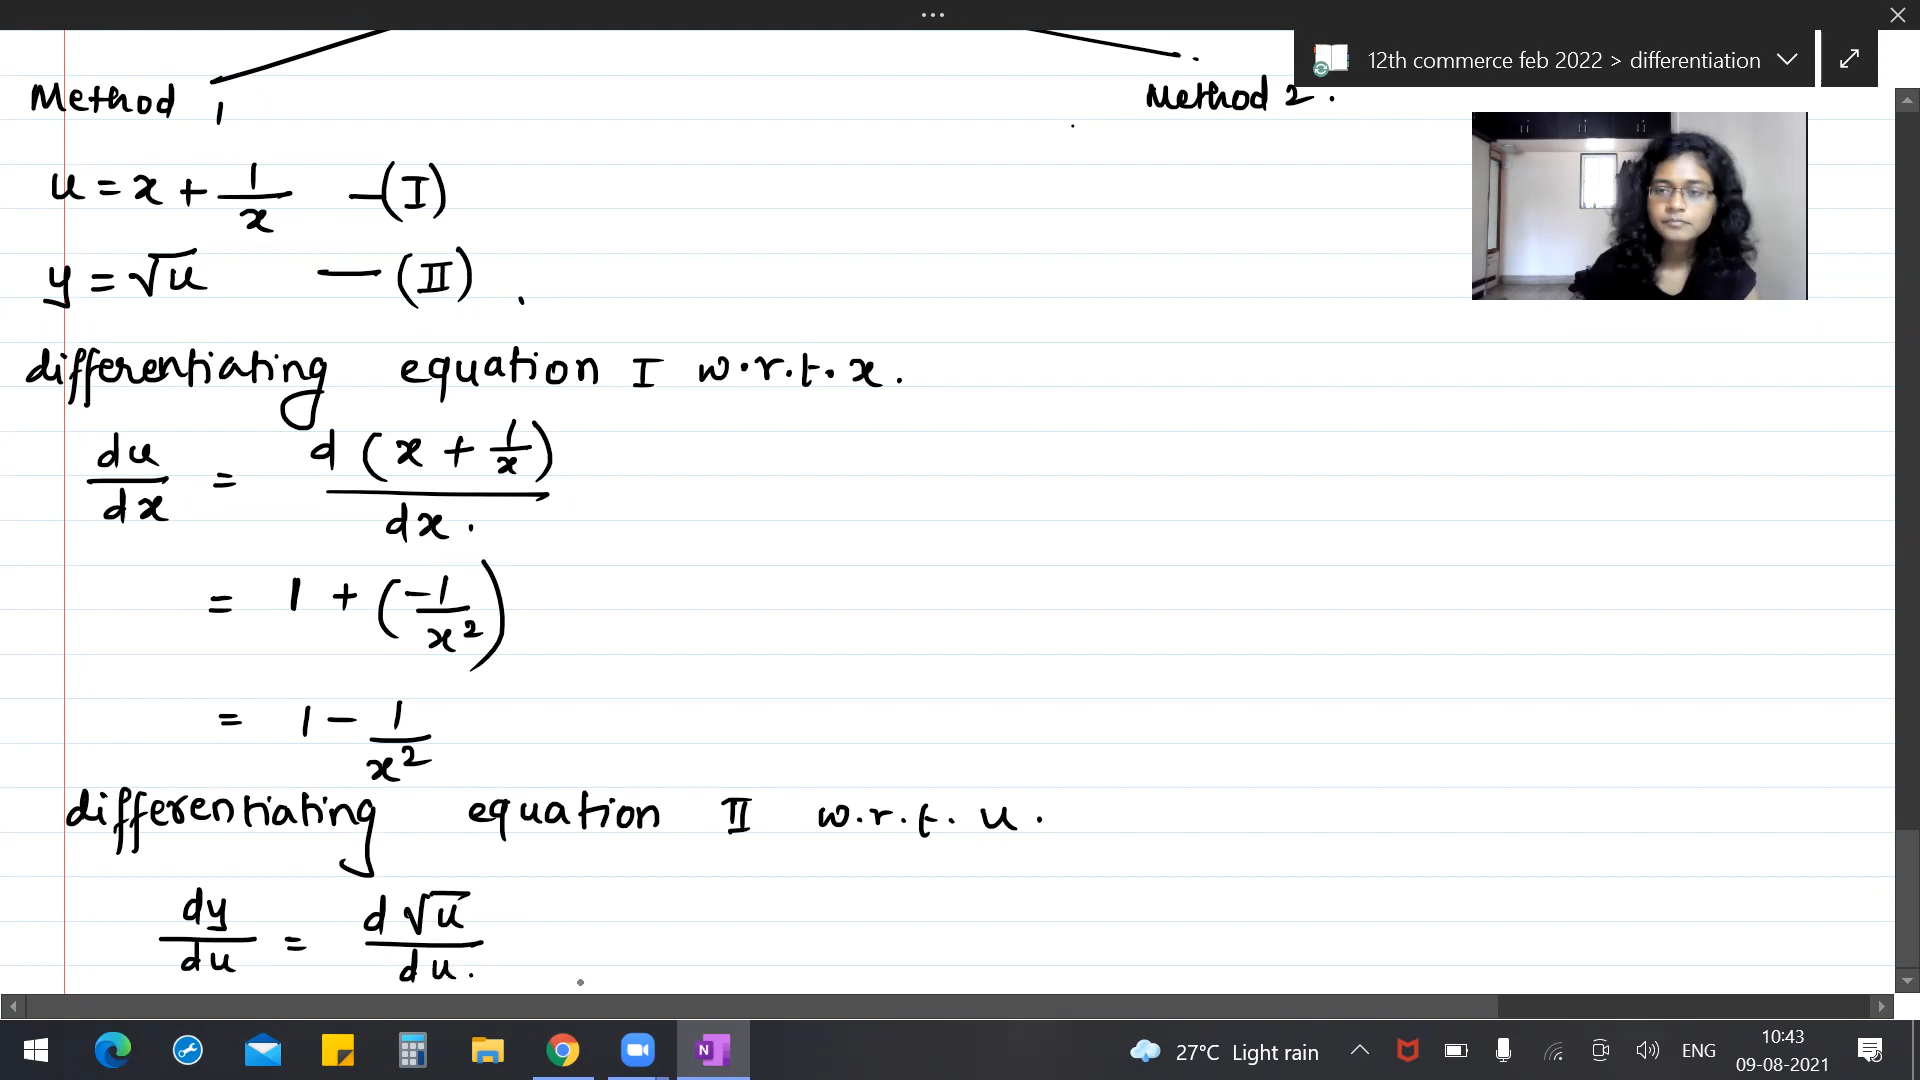 12th commerce feb 2022 > differentiation
Method 1
Method 2.
u = x + 1/x —(I)
y = √u — (II).
differentiating equation I w.r.t. x.
du/dx = d(x + 1/x)/dx.
= 1 + (-1/x²)
= 1 - 1/x²
differentiating equation II w.r.t. u.
dy/du = d√u/du.
27°C Light rain
ENG
10:43
09-08-2021
N